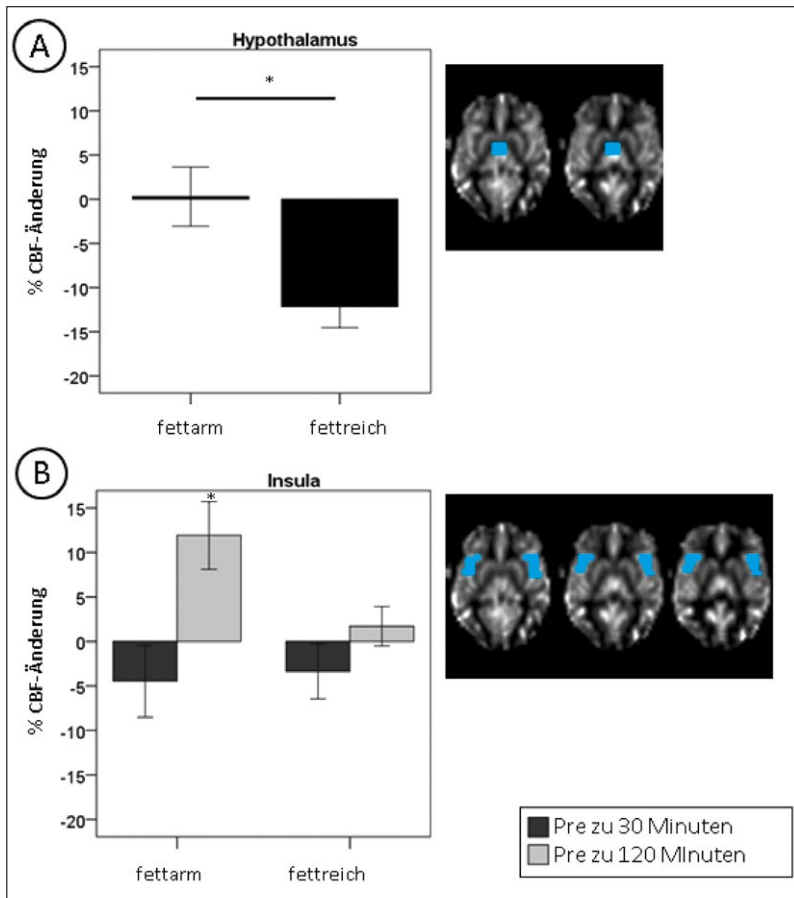 A
Hypothalamus
% CBF-Änderung
15
10
5
0
-5
-10
-15
-20
*
fettarm
fettreich
B
Insula
% CBF-Änderung
15
10
5
0
-5
-10
-15
-20
*
fettarm
fettreich
Pre zu 30 Minuten
Pre zu 120 MInuten